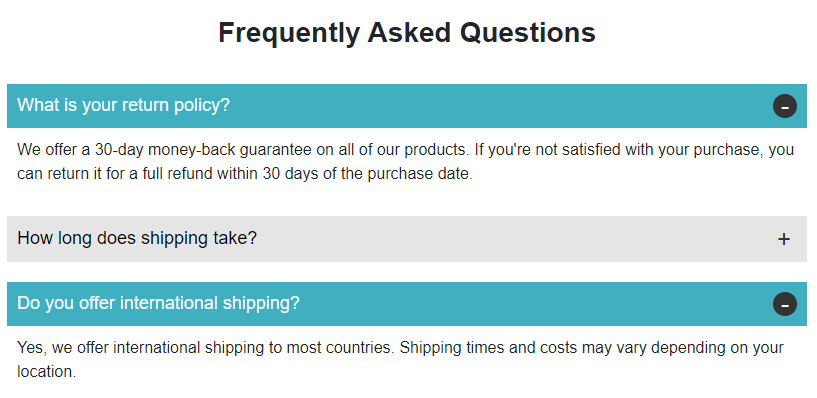 Frequently Asked Questions
What is your return policy? -
We offer a 30-day money-back guarantee on all of our products. If you're not satisfied with your purchase, you
can return it for a full refund within 30 days of the purchase date.
How long does shipping take? +
Do you offer international shipping? -
Yes, we offer international shipping to most countries. Shipping times and costs may vary depending on your
location.